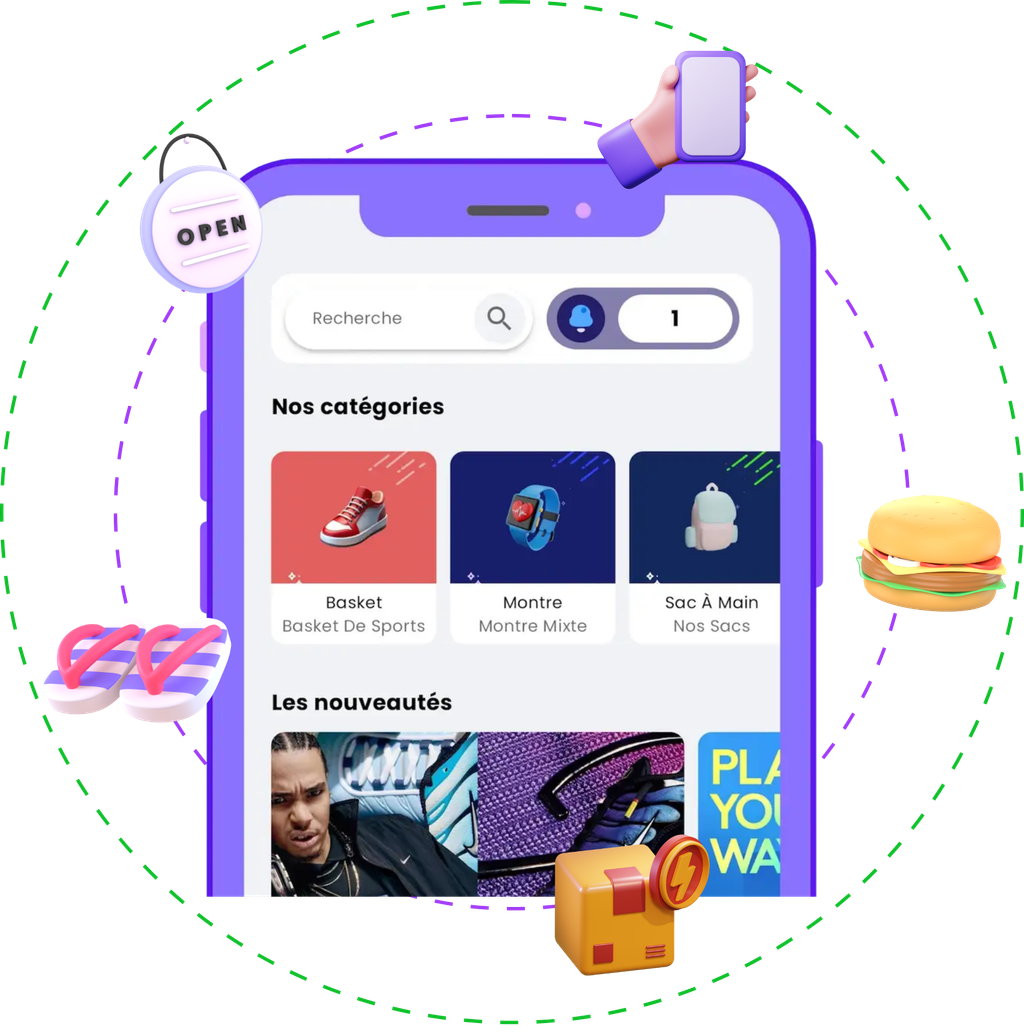 OPEN
Recherche
1
Nos catégories
Basket
Basket De Sports
Montre
Montre Mixte
Sac À Main
Nos Sacs
Les nouveautés
PLA
YOU
WA